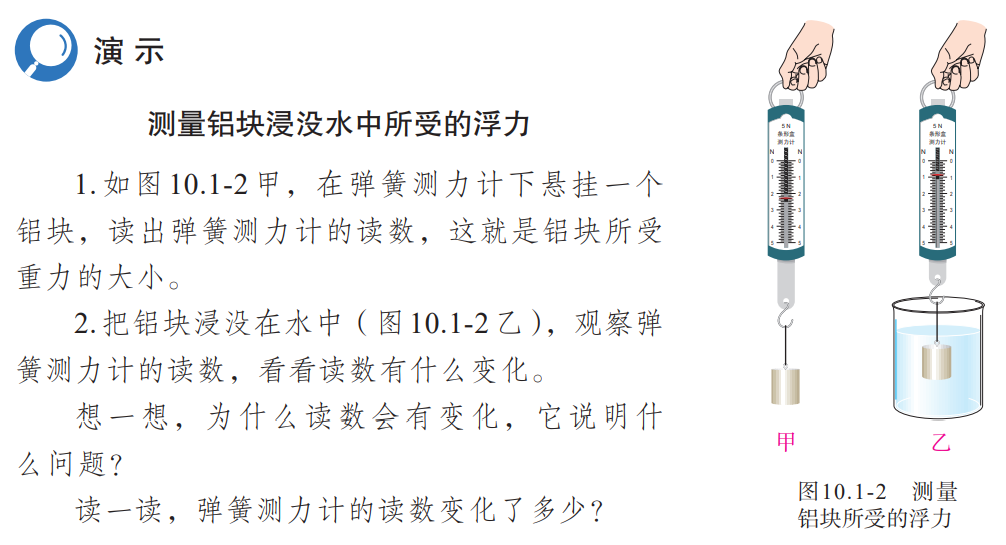 演示
测量铝块浸没水中所受的浮力
1.如图10.1-2甲，在弹簧测力计下悬挂一个
铝块，读出弹簧测力计的读数，这就是铝块所受
重力的大小。
2.把铝块浸没在水中（图10.1-2乙），观察弹
簧测力计的读数，看看读数有什么变化。
想一想，为什么读数会有变化，它说明什
么问题？
读一读，弹簧测力计的读数变化了多少？
5 N
条形盒
测力计
N N
0 0
1 1
2 2
3 3
4 4
5 5
甲
5 N
条形盒
测力计
N N
0 0
1 1
2 2
3 3
4 4
5 5
乙
图10.1-2 测量
铝块所受的浮力